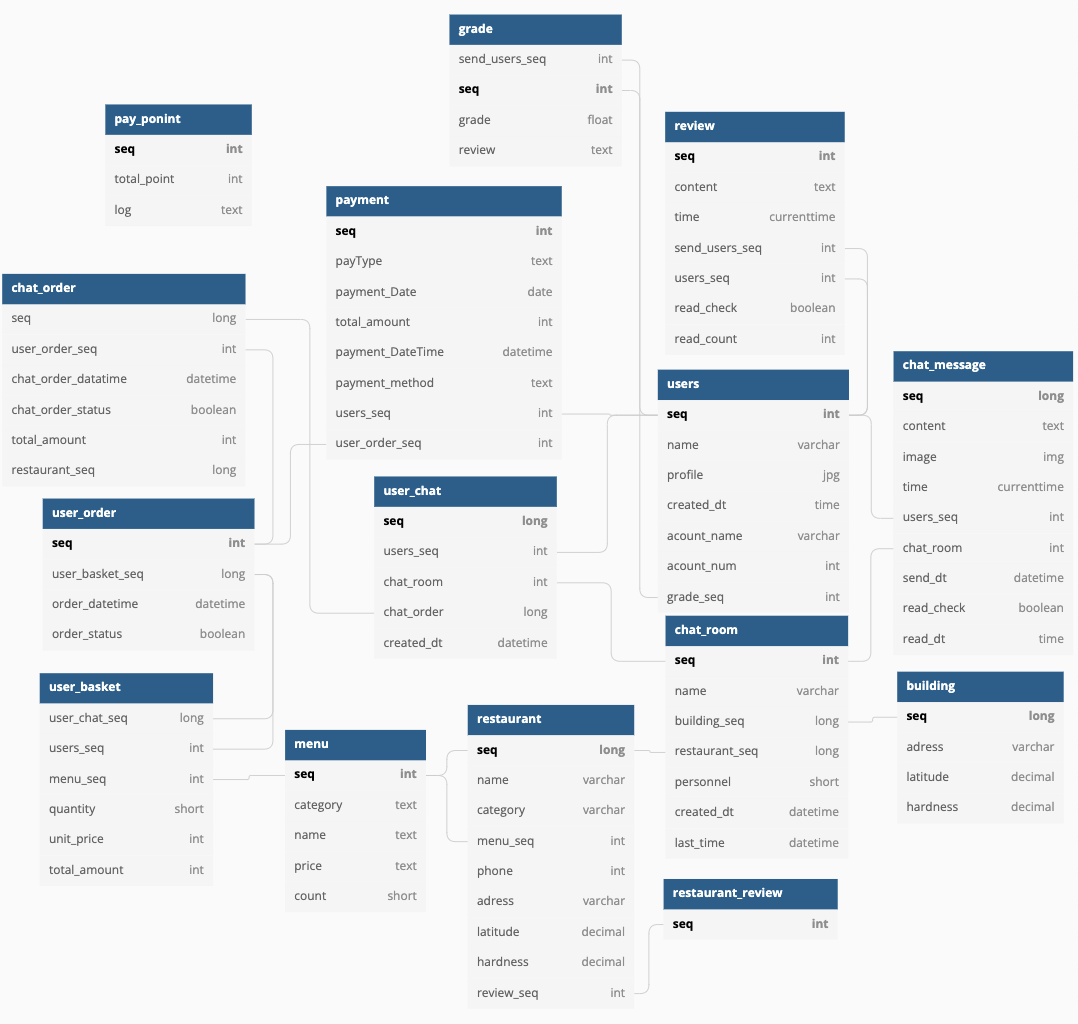 grade
send_users_seq int
seq int
grade float
review text
pay_ponint
seq int
total_point int
log text
review
seq int
content text
time currenttime
send_users_seq int
users_seq int
read_check boolean
read_count int
payment
seq int
payType text
payment_Date date
total_amount int
payment_DateTime datetime
payment_method text
users_seq int
user_order_seq int
chat_order
seq long
user_order_seq int
chat_order_datatime datetime
chat_order_status boolean
total_amount int
restaurant_seq long
users
seq int
name varchar
profile jpg
created_dt time
acount_name varchar
acount_num int
grade_seq int
chat_message
seq long
content text
image img
time currenttime
users_seq int
chat_room int
send_dt datetime
read_check boolean
read_dt time
user_chat
seq long
users_seq int
chat_room int
chat_order long
created_dt datetime
user_order
seq int
user_basket_seq long
order_datetime datetime
order_status boolean
chat_room
seq int
name varchar
building_seq long
restaurant_seq long
personnel short
created_dt datetime
last_time datetime
building
seq long
adress varchar
latitude decimal
hardness decimal
user_basket
user_chat_seq long
users_seq int
menu_seq int
quantity short
unit_price int
total_amount int
menu
seq int
category text
name text
price text
count short
restaurant
seq long
name varchar
category varchar
menu_seq int
phone int
adress varchar
latitude decimal
hardness decimal
review_seq int
restaurant_review
seq int